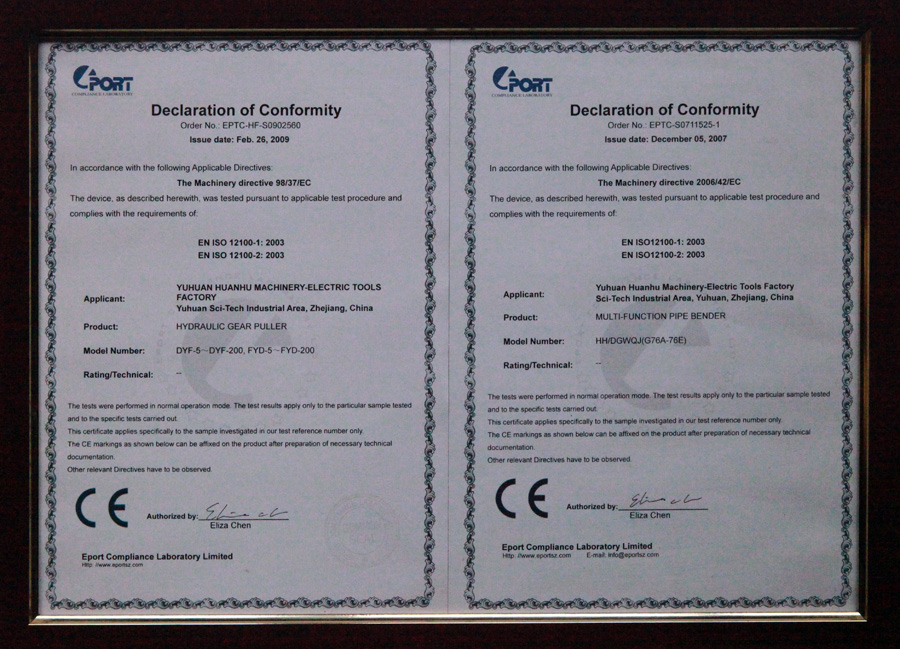 EPORT
COMPLIANCE LABORATORY
Declaration of Conformity
Order No.: EPTC-HF-S0902560
Issue date: Feb. 26, 2009
In accordance with the following Applicable Directives:
The Machinery directive 98/37/EC
The device, as described herewith, was tested pursuant to applicable test procedure and
complies with the requirements of:
EN ISO 12100-1: 2003
EN ISO 12100-2: 2003
Applicant:
YUHUAN HUANHU MACHINERY-ELECTRIC TOOLS
FACTORY
Yuhuan Sci-Tech Industrial Area, Zhejiang, China
Product: HYDRAULIC GEAR PULLER
Model Number: DYF-5~DYF-200, FYD-5~FYD-200
Rating/Technical: --
The tests were performed in normal operation mode. The test results apply only to the particular sample tested
and to the specific tests carried out.
This certificate applies specifically to the sample investigated in our test reference number only.
The CE markings as shown below can be affixed on the product after preparation of necessary technical
documentation.
Other relevant Directives have to be observed.
CE
Authorized by:
Eliza Chen
Eport Compliance Laboratory Limited
Http: //www.eportsz.com
EPORT
COMPLIANCE LABORATORY
Declaration of Conformity
Order No.: EPTC-S0711525-1
Issue date: December 05, 2007
In accordance with the following Applicable Directives:
The Machinery directive 2006/42/EC
The device, as described herewith, was tested pursuant to applicable test procedure and
complies with the requirements of:
EN ISO12100-1: 2003
EN ISO12100-2: 2003
Applicant:
Yuhuan Huanhu Machinery-Electric Tools Factory
Sci-Tech Industrial Area, Yuhuan, Zhejiang, China
Product: MULTI-FUNCTION PIPE BENDER
Model Number: HH/DGWQJ(G76A-76E)
Rating/Technical: --
The tests were performed in normal operation mode. The test results apply only to the particular sample tested
and to the specific tests carried out.
This certificate applies specifically to the sample investigated in our test reference number only.
The CE markings as shown below can be affixed on the product after preparation of necessary technical
documentation.
Other relevant Directives have to be observed.
CE
Authorized by:
Eliza Chen
Eport Compliance Laboratory Limited
Http: //www.eportsz.com E-mail: info@eportsz.com